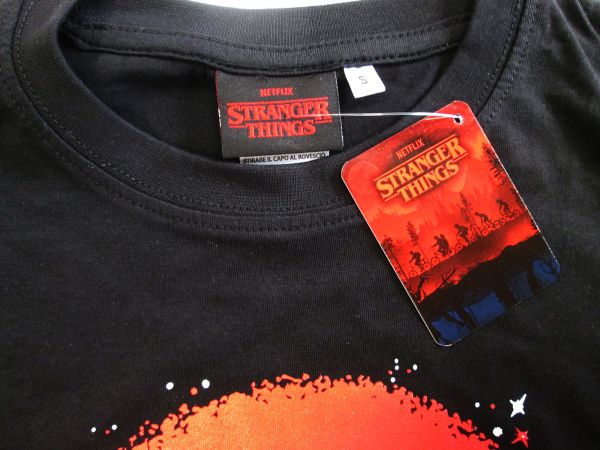 NETFLIX
STRANGER
THINGS
STIRARE IL CAPO AL ROVESCIO
S
NETFLIX
STRANGER
THINGS